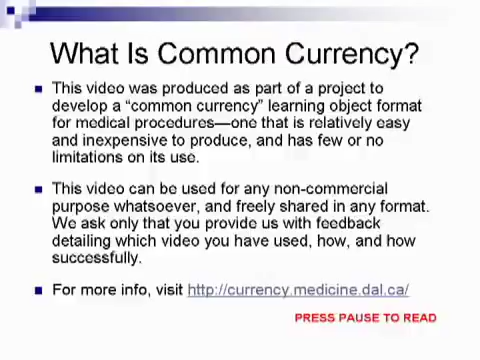 What Is Common Currency?
This video was produced as part of a project to
develop a “common currency” learning object format
for medical procedures—one that is relatively easy
and inexpensive to produce, and has few or no
limitations on its use.
This video can be used for any non-commercial
purpose whatsoever, and freely shared in any format.
We ask only that you provide us with feedback
detailing which video you have used, how, and how
successfully.
For more info, visit http://currency.medicine.dal.ca/
PRESS PAUSE TO READ